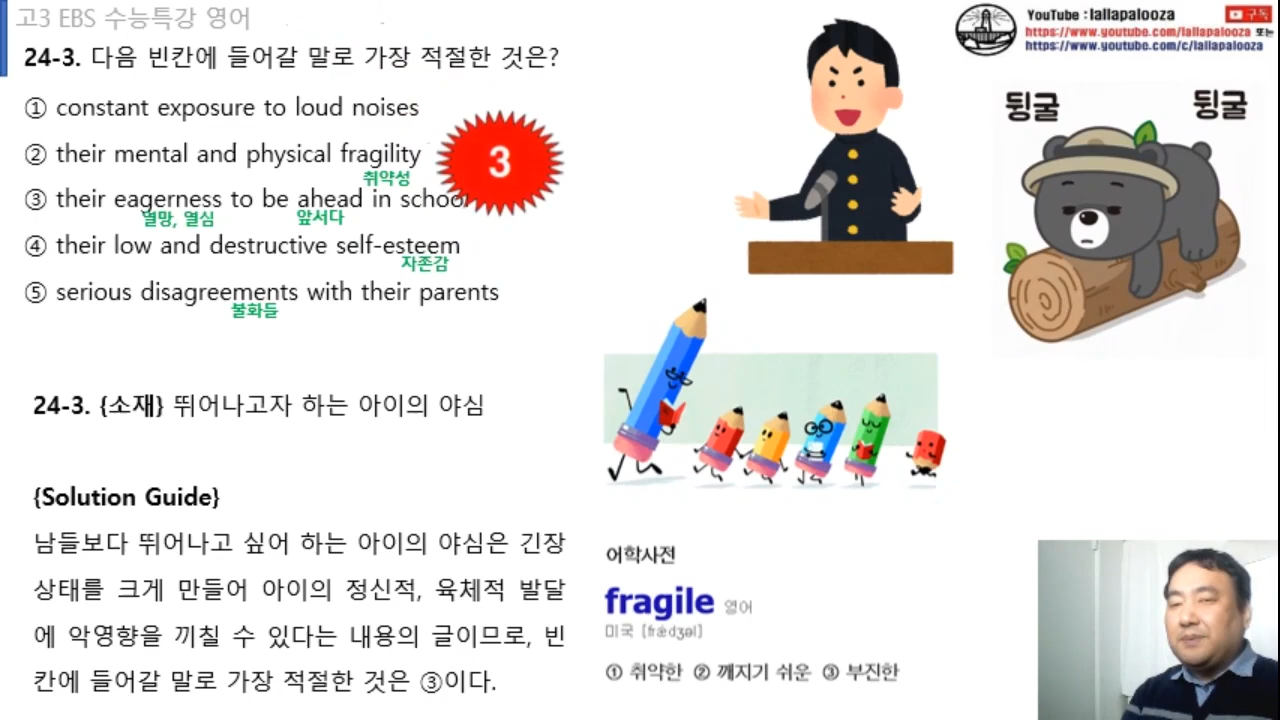 고3 EBS 수능특강 영어
24-3. 다음 빈칸에 들어갈 말로 가장 적절한 것은?
① constant exposure to loud noises
② their mental and physical fragility
취약성
③ their eagerness to be ahead in school
열망, 열심
앞서다
④ their low and destructive self-esteem
자존감
⑤ serious disagreements with their parents
불화들
3
24-3. {소재} 뛰어나고자 하는 아이의 야심
{Solution Guide}
남들보다 뛰어나고 싶어 하는 아이의 야심은 긴장
상태를 크게 만들어 아이의 정신적, 육체적 발달
에 악영향을 끼칠 수 있다는 내용의 글이므로, 빈
칸에 들어갈 말로 가장 적절한 것은 ③이다.
YouTube : lallapalooza
구독
https://www.youtube.com/lallapalooza 또는
https://www.youtube.com/c/lallapalooza
뒹굴
뒹굴
어학사전
fragile 영어
미국 [frǽdʒəl]
① 취약한 ② 깨지기 쉬운 ③ 부진한